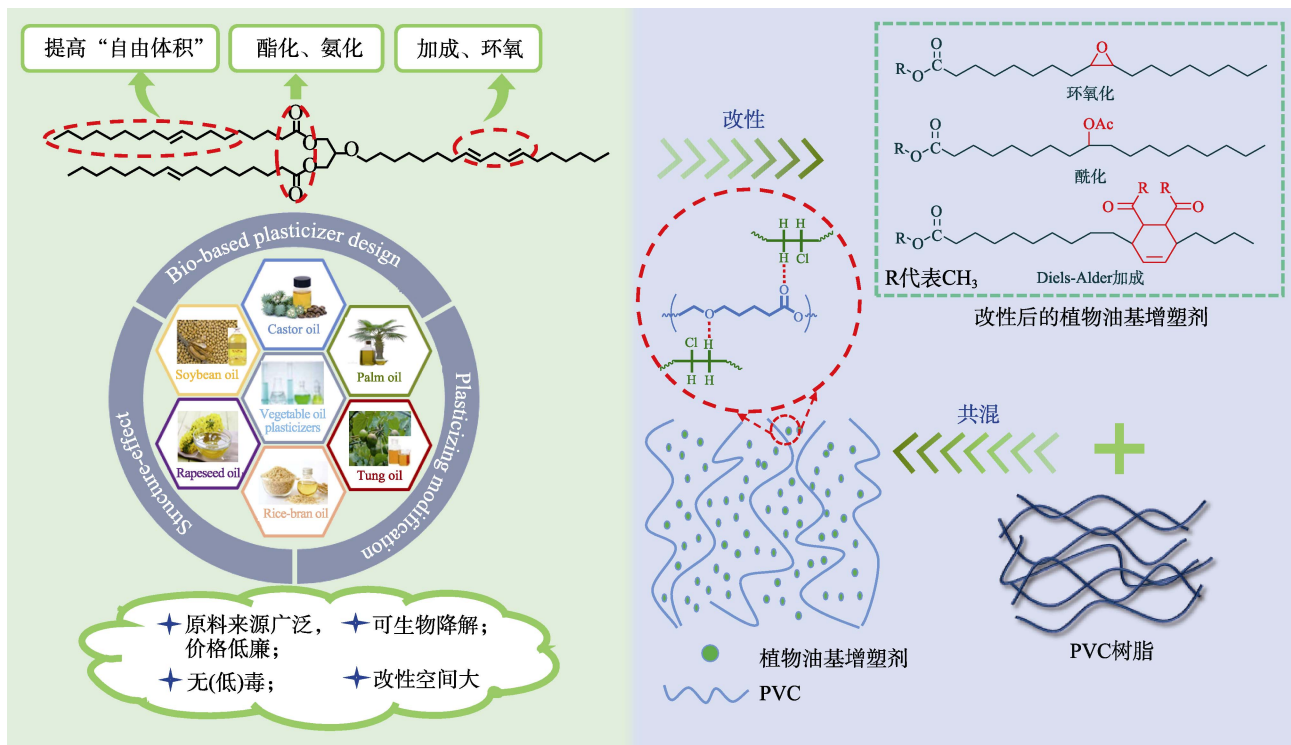 提高“自由体积”
酯化、氨化
加成、环氧
O
O
O
O
O
Bio-based plasticizer design
Plasticizing modification
Structure-effect
Castor oil
Soybean oil
Palm oil
Vegetable oil
plasticizers
Rapeseed oil
Tung oil
Rice-bran oil
原料来源广泛，
价格低廉；
可生物降解；
无(低)毒；
改性空间大
改性
H H
H Cl
O
O
O
Cl H
H H
O
R O
O
环氧化
O
R O
OAc
酰化
R R
O O
O
R O
R代表CH₃
Diels-Alder加成
改性后的植物油基增塑剂
共混
植物油基增塑剂
PVC
PVC树脂